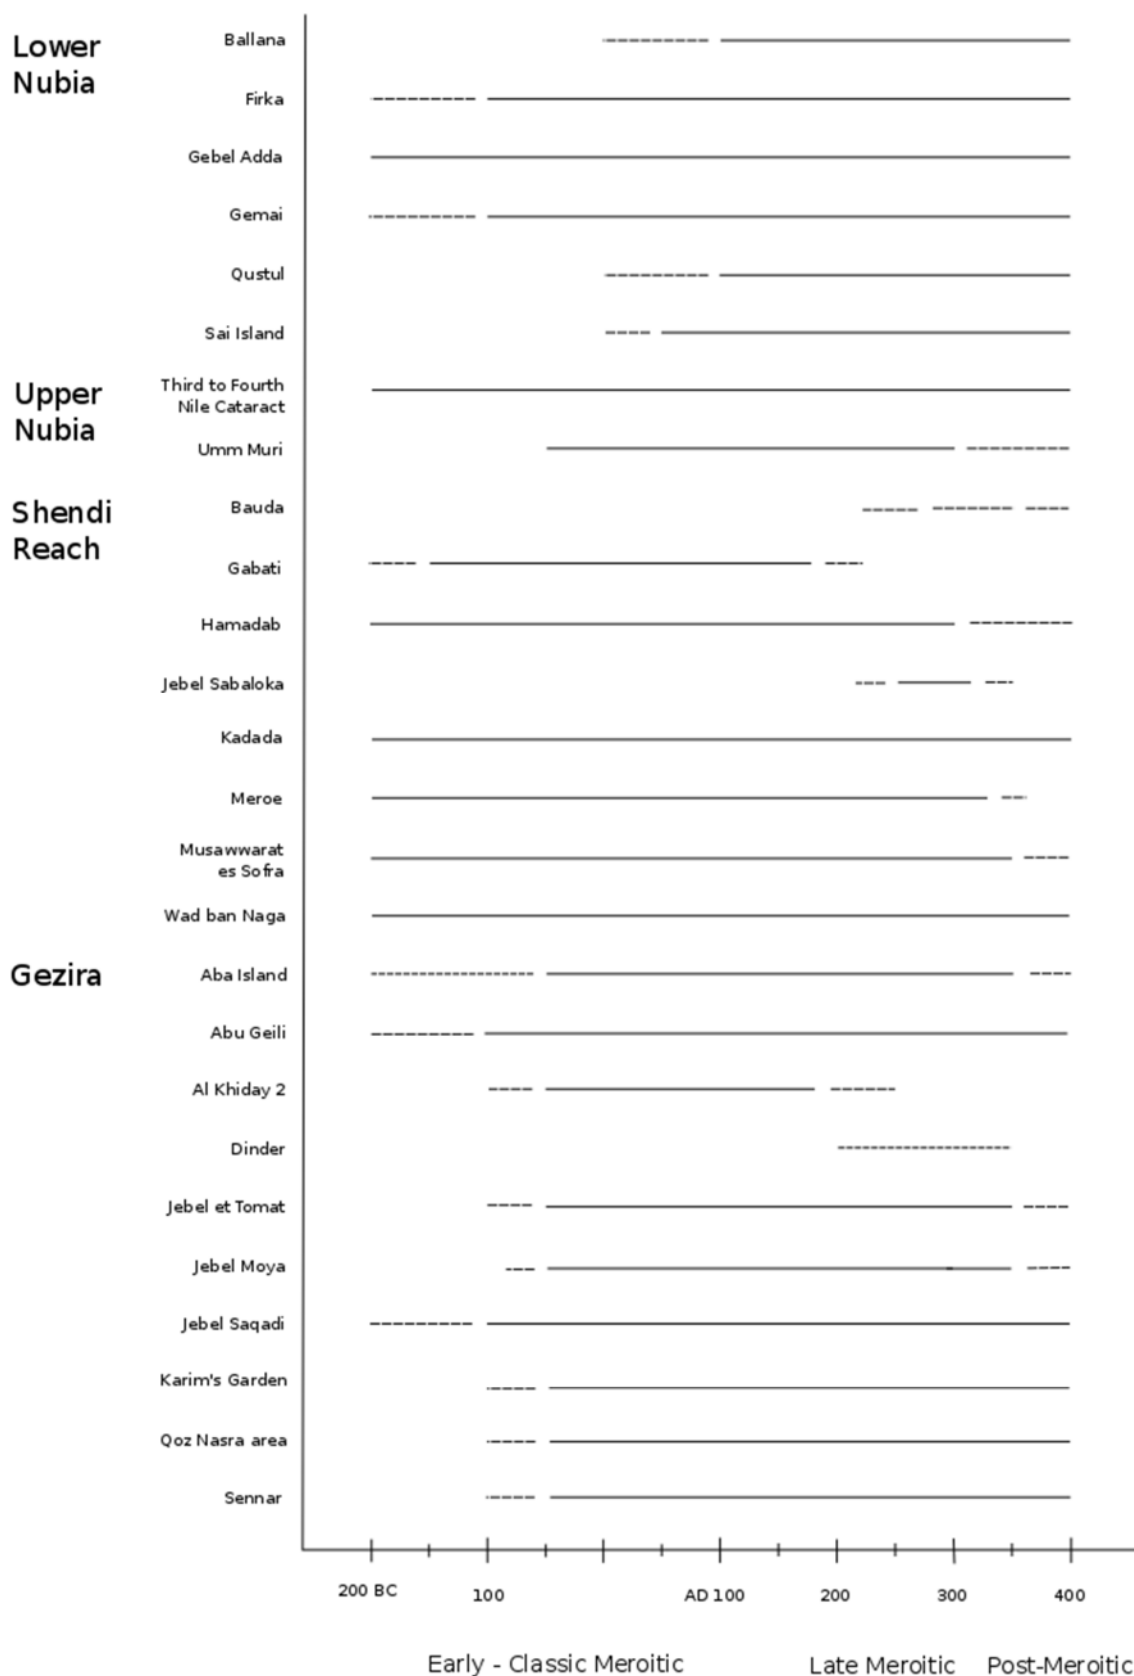 Lower
Nubia
Ballana
Firka
Gebel Adda
Gemai
Qustul
Sai Island
Upper
Nubia
Third to Fourth
Nile Cataract
Umm Muri
Shendi
Reach
Bauda
Gabati
Hamadab
Jebel Sabaloka
Kadada
Meroe
Musawwarat
es Sofra
Wad ban Naga
Gezira
Aba Island
Abu Geili
Al Khiday 2
Dinder
Jebel et Tomat
Jebel Moya
Jebel Saqadi
Karim's Garden
Qoz Nasra area
Sennar
200 BC 100 AD 100 200 300 400
Early - Classic Meroitic Late Meroitic Post-Meroitic